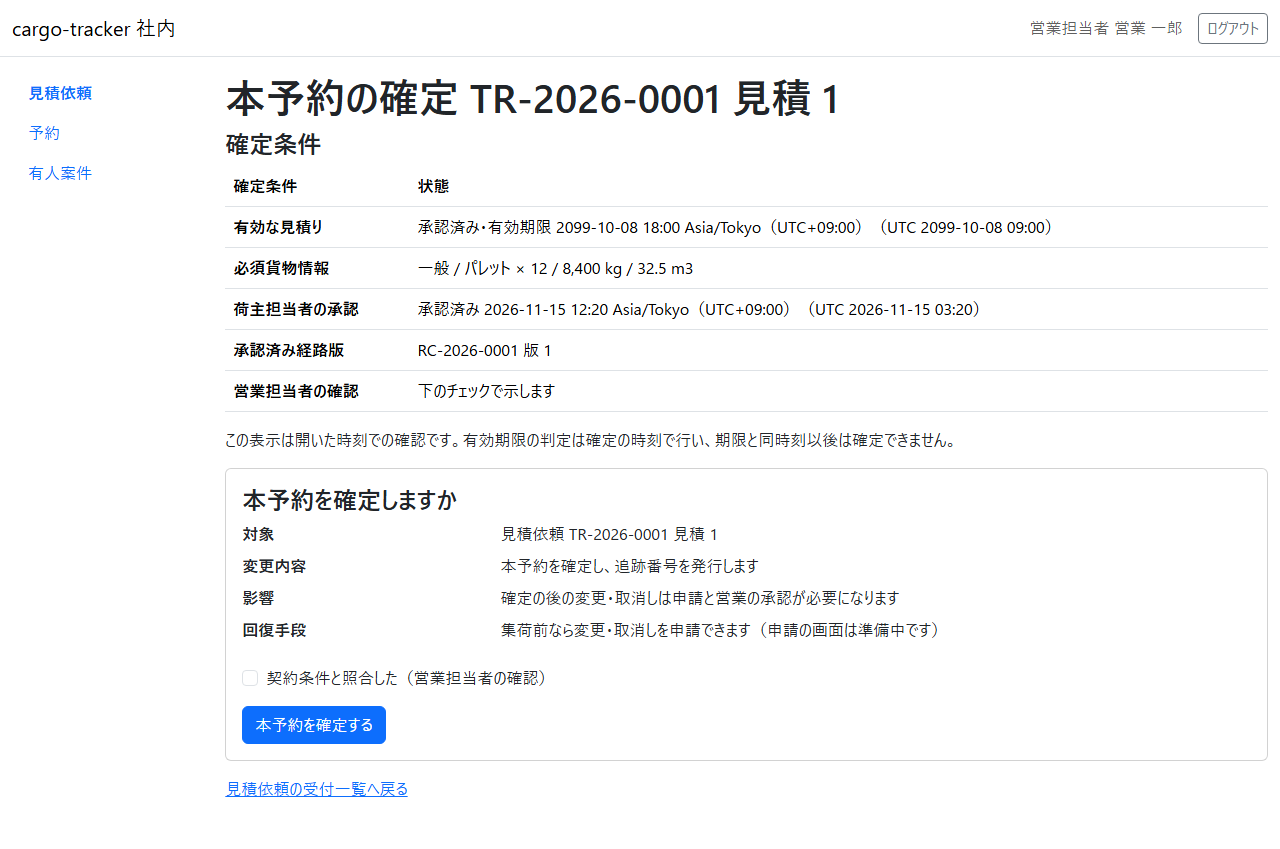 cargo-tracker 社内
営業担当者 営業 一郎
ログアウト
見積依頼
予約
有人案件
本予約の確定 TR-2026-0001 見積 1
確定条件
確定条件 状態
有効な見積り 承認済み・有効期限 2099-10-08 18:00 Asia/Tokyo（UTC+09:00）（UTC 2099-10-08 09:00）
必須貨物情報 一般 / パレット × 12 / 8,400 kg / 32.5 m3
荷主担当者の承認 承認済み 2026-11-15 12:20 Asia/Tokyo（UTC+09:00）（UTC 2026-11-15 03:20）
承認済み経路版 RC-2026-0001 版 1
営業担当者の確認 下のチェックで示します
この表示は開いた時刻での確認です。有効期限の判定は確定の時刻で行い、期限と同時刻以後は確定できません。
本予約を確定しますか
対象 見積依頼 TR-2026-0001 見積 1
変更内容 本予約を確定し、追跡番号を発行します
影響 確定の後の変更・取消しは申請と営業の承認が必要になります
回復手段 集荷前なら変更・取消しを申請できます（申請の画面は準備中です）
契約条件と照合した（営業担当者の確認）
本予約を確定する
見積依頼の受付一覧へ戻る